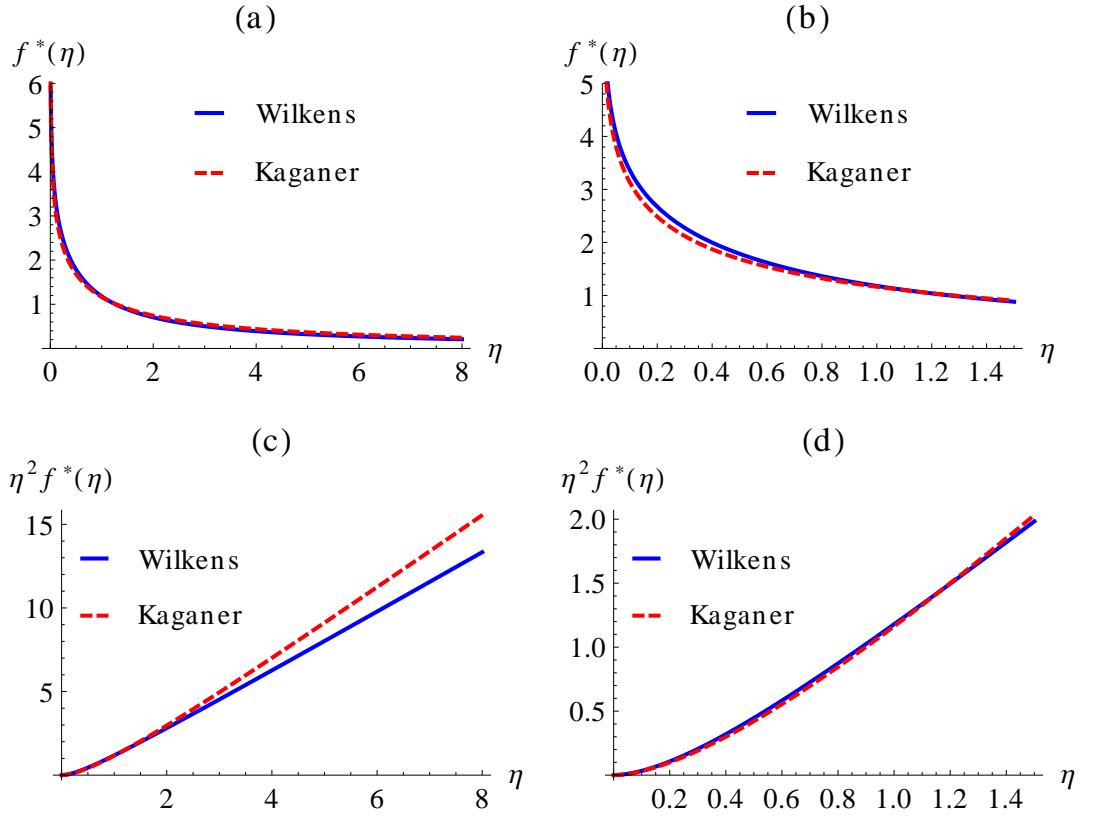 (a)
f*(η)
6
5
4
3
2
1
0 2 4 6 8
η
Wilkens
Kaganer
(b)
f*(η)
5
4
3
2
1
0.0 0.2 0.4 0.6 0.8 1.0 1.2 1.4
η
Wilkens
Kaganer
(c)
η² f*(η)
15
10
5
2 4 6 8
η
Wilkens
Kaganer
(d)
η² f*(η)
2.0
1.5
1.0
0.5
0.2 0.4 0.6 0.8 1.0 1.2 1.4
η
Wilkens
Kaganer